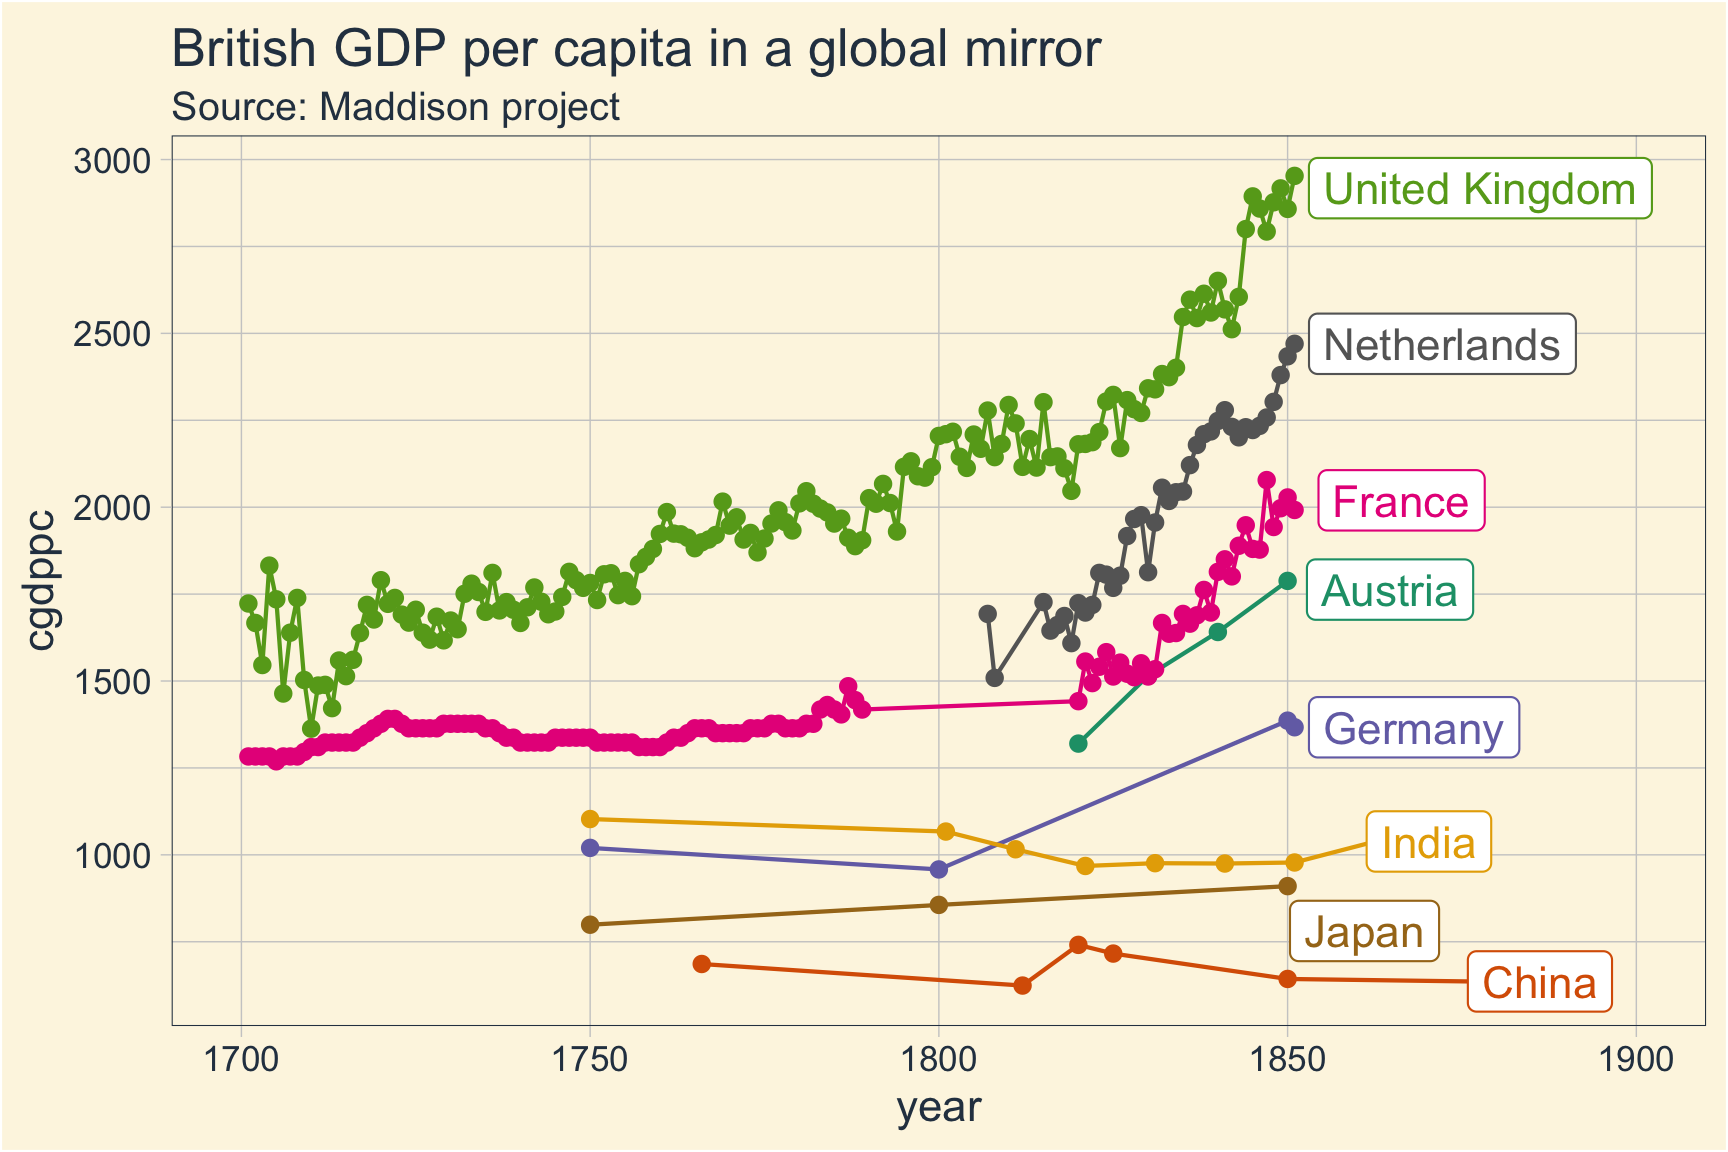 British GDP per capita in a global mirror
Source: Maddison project
3000
2500
2000
1500
1000
cgdppc
United Kingdom
Netherlands
France
Austria
Germany
India
Japan
China
1700 1750 1800 1850 1900
year